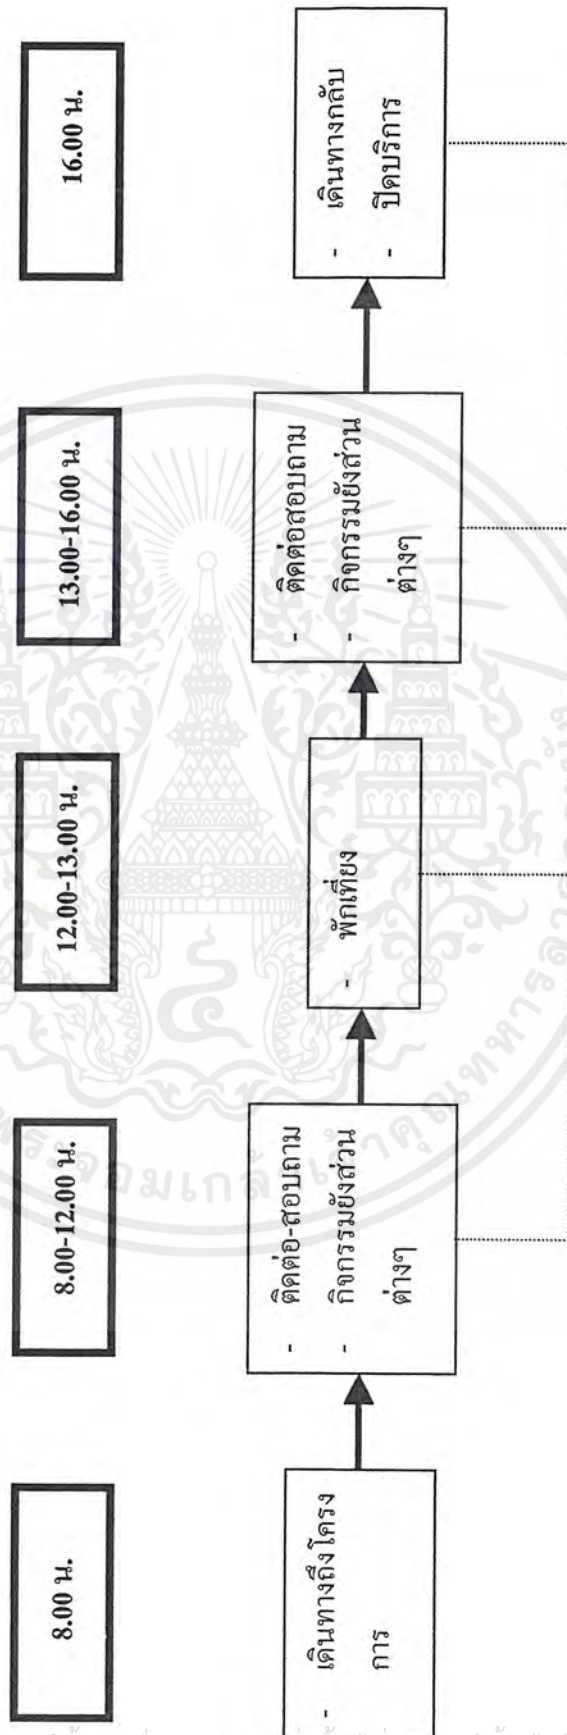 8.00 น.
8.00-12.00 น.
12.00-13.00 น.
13.00-16.00 น.
16.00 น.
- เดินทางถึงโครง
การ
- ติดต่อ-สอบถาม
- กิจกรรมยังส่วน
ต่างๆ
- พักเที่ยง
- ติดต่อสอบถาม
- กิจกรรมยังส่วน
ต่างๆ
- เดินทางกลับ
- ปิดบริการ